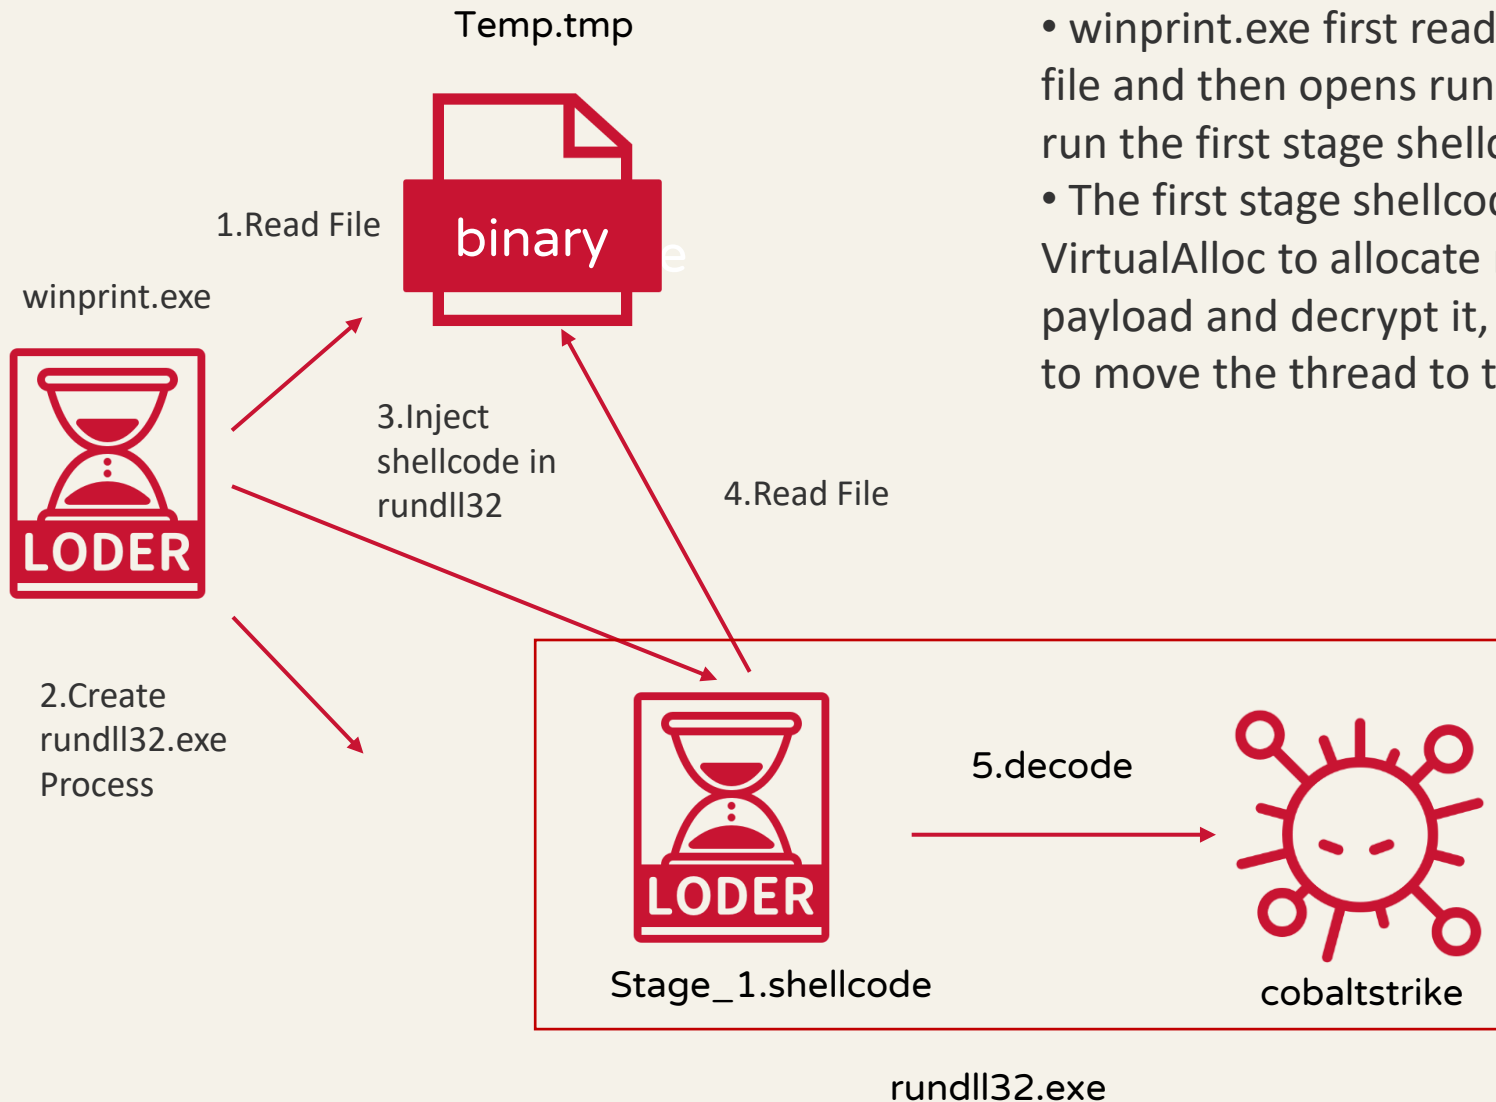 Temp.tmp
binary
1.Read File
winprint.exe
LODER
3.Inject
shellcode in
rundll32
4.Read File
2.Create
rundll32.exe
Process
LODER
Stage_1.shellcode
5.decode
cobaltstrike
rundll32.exe
• winprint.exe first read
file and then opens run
run the first stage shell
• The first stage shellco
VirtualAlloc to allocate
payload and decrypt it,
to move the thread to t